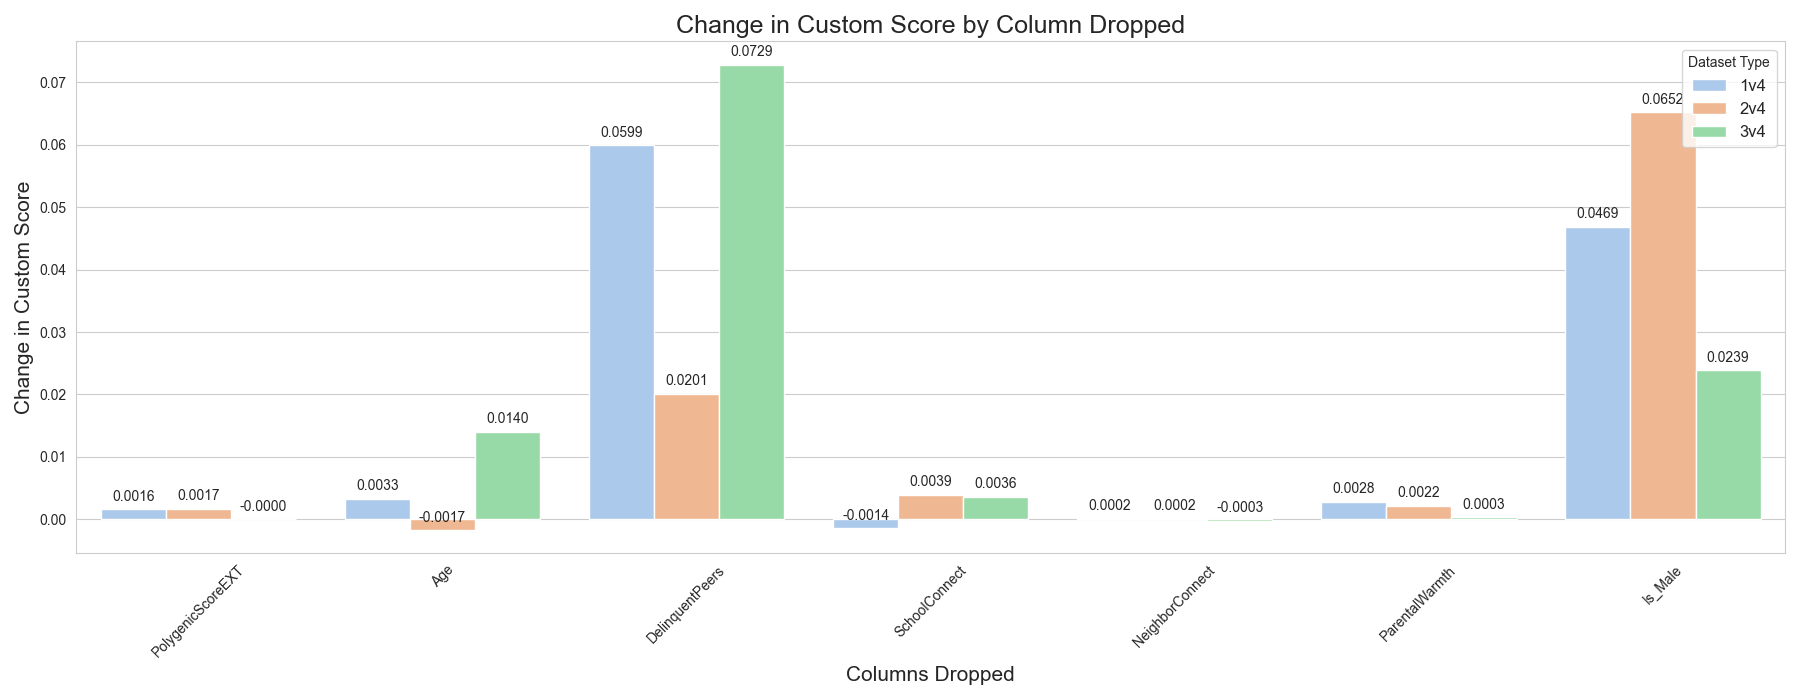 Change in Custom Score by Column Dropped
Change in Custom Score
0.07
0.06
0.05
0.04
0.03
0.02
0.01
0.00
0.0016
0.0017
-0.0000
0.0033
-0.0017
0.0140
0.0599
0.0201
0.0729
-0.0014
0.0039
0.0036
0.0002
0.0002
-0.0003
0.0028
0.0022
0.0003
0.0469
0.0652
0.0239
Dataset Type
1v4
2v4
3v4
PolygenicScoreEXT
Age
DelinquentPeers
SchoolConnect
NeighborConnect
ParentalWarmth
Is_Male
Columns Dropped